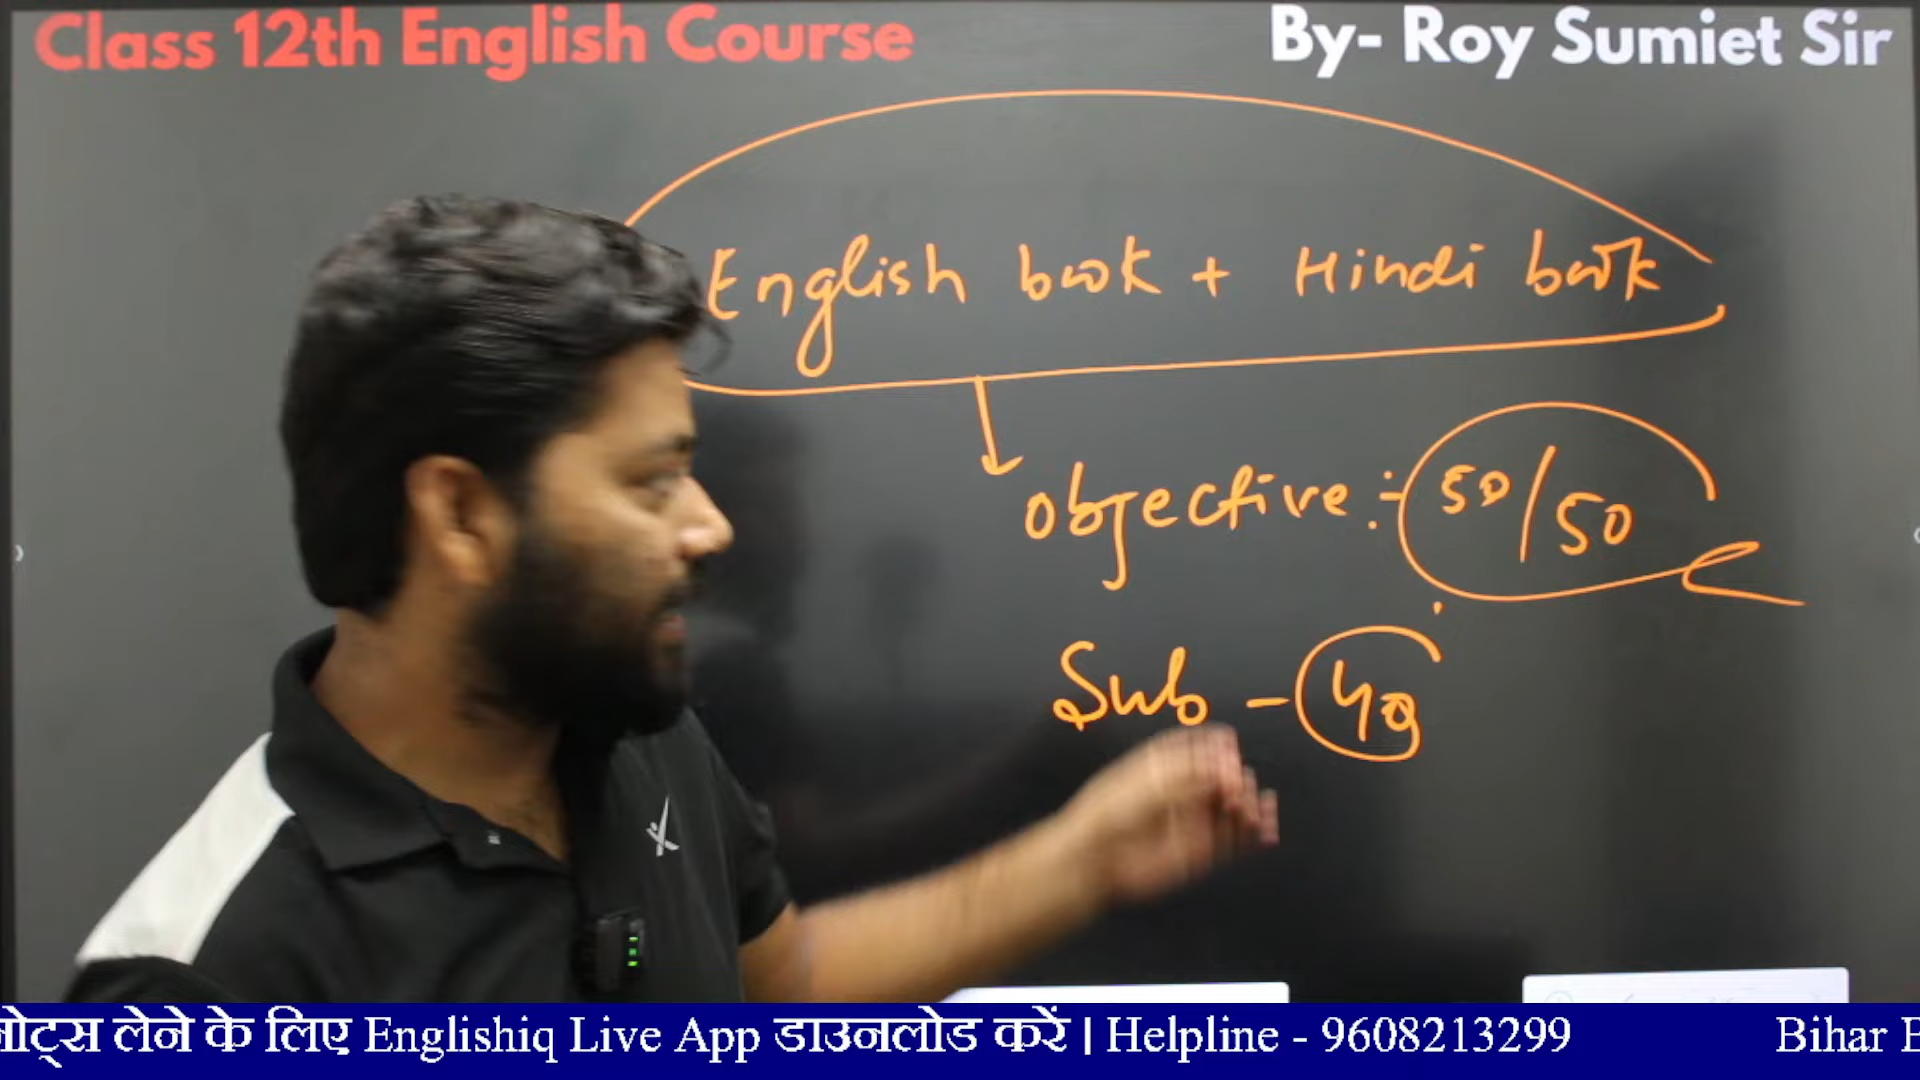 Class 12th English Course
By- Roy Sumiet Sir
English book + Hindi book
objective :- 50/50
Sub - 49
नोट्स लेने के लिए Englishiq Live App डाउनलोड करें | Helpline - 9608213299
Bihar